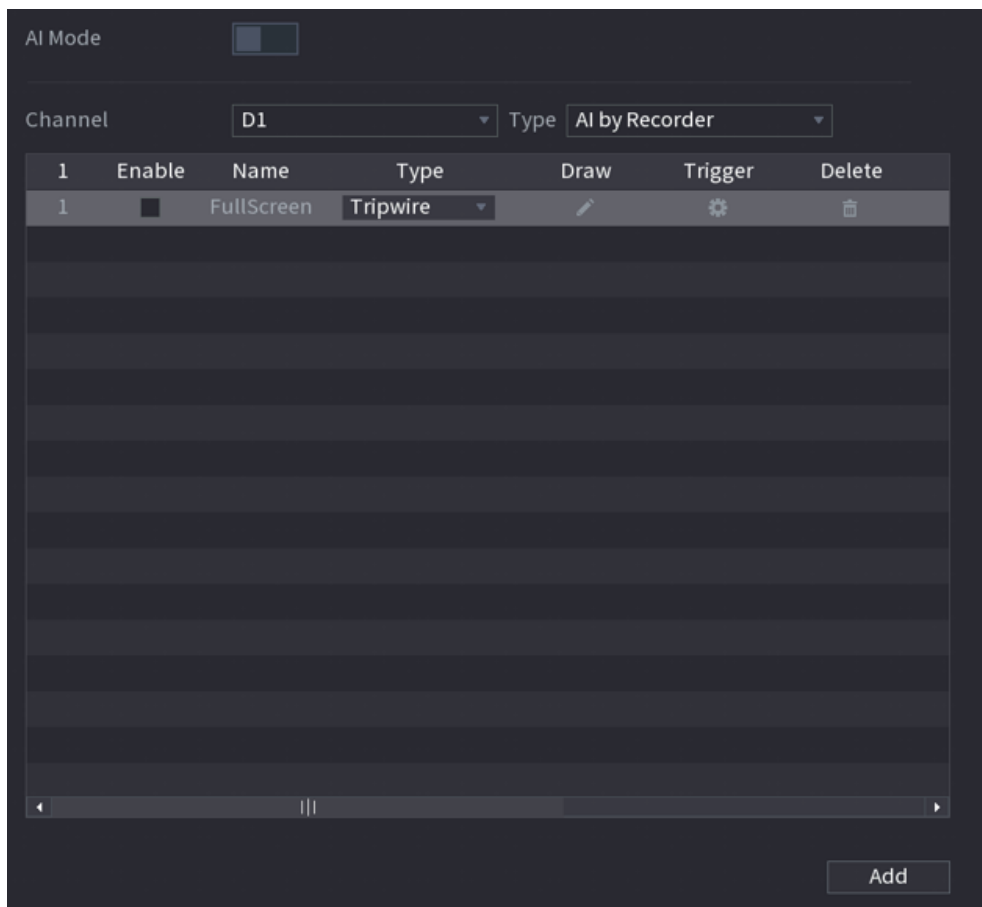 AI Mode
Channel D1 Type AI by Recorder
1 Enable Name Type Draw Trigger Delete
1 FullScreen Tripwire
Add